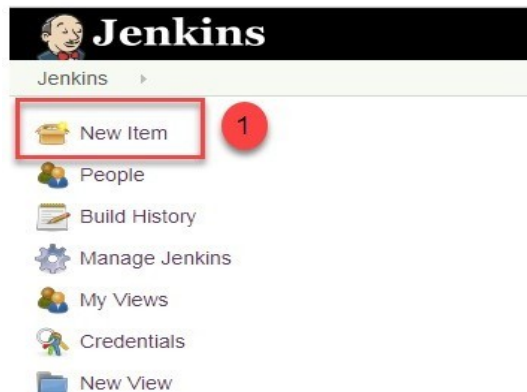 Jenkins
Jenkins
New Item
1
People
Build History
Manage Jenkins
My Views
Credentials
New View